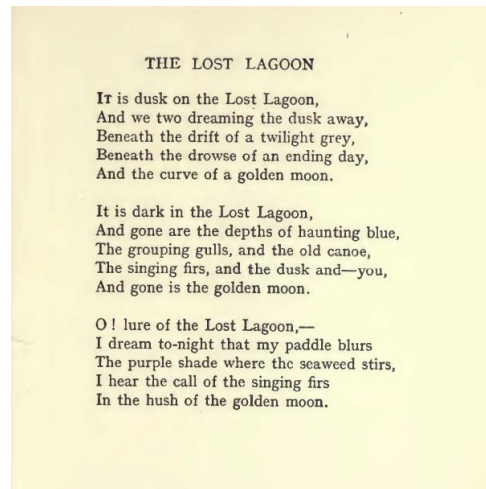 THE LOST LAGOON
IT is dusk on the Lost Lagoon,
And we two dreaming the dusk away,
Beneath the drift of a twilight grey,
Beneath the drowse of an ending day,
And the curve of a golden moon.
It is dark in the Lost Lagoon,
And gone are the depths of haunting blue,
The grouping gulls, and the old canoe,
The singing firs, and the dusk and—you,
And gone is the golden moon.
O! lure of the Lost Lagoon,—
I dream to-night that my paddle blurs
The purple shade where the seaweed stirs,
I hear the call of the singing firs
In the hush of the golden moon.